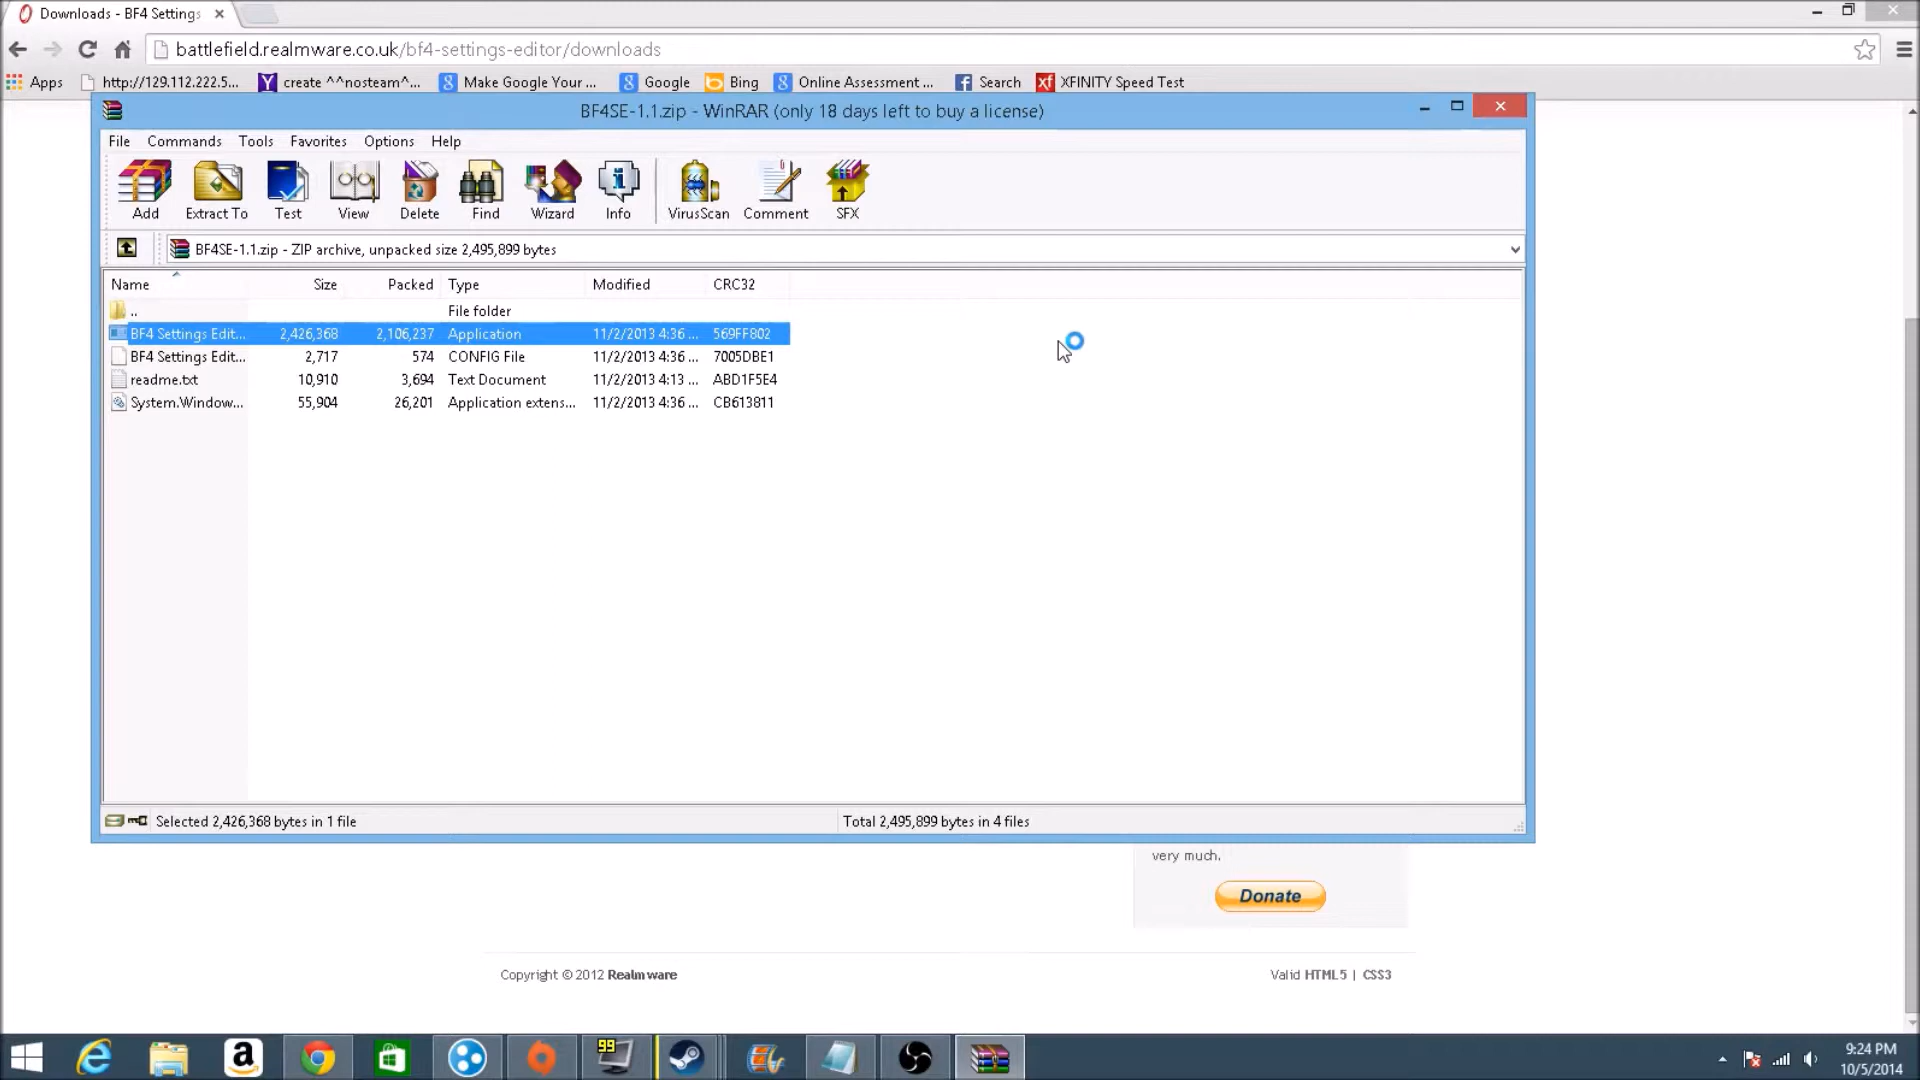 Downloads - BF4 Settings
battlefield.realmware.co.uk/bf4-settings-editor/downloads
Apps http://129.112.222.5... create ^^nosteam^... Make Google Your ... Google Bing Online Assessment ... Search XFINITY Speed Test
BF4SE-1.1.zip - WinRAR (only 18 days left to buy a license)
File Commands Tools Favorites Options Help
Add Extract To Test View Delete Find Wizard Info VirusScan Comment SFX
BF4SE-1.1.zip - ZIP archive, unpacked size 2,495,899 bytes
Name Size Packed Type Modified CRC32
.. File folder
BF4 Settings Edit... 2,426,368 2,106,237 Application 11/2/2013 4:36 ... 569FF802
BF4 Settings Edit... 2,717 574 CONFIG File 11/2/2013 4:36 ... 7005DBE1
readme.txt 10,910 3,694 Text Document 11/2/2013 4:13 ... ABD1F5E4
System.Window... 55,904 26,201 Application extens... 11/2/2013 4:36 ... CB613811
Selected 2,426,368 bytes in 1 file Total 2,495,899 bytes in 4 files
very much.
Donate
Copyright © 2012 Realmware Valid HTML5 | CSS3
99
9:24 PM
10/5/2014